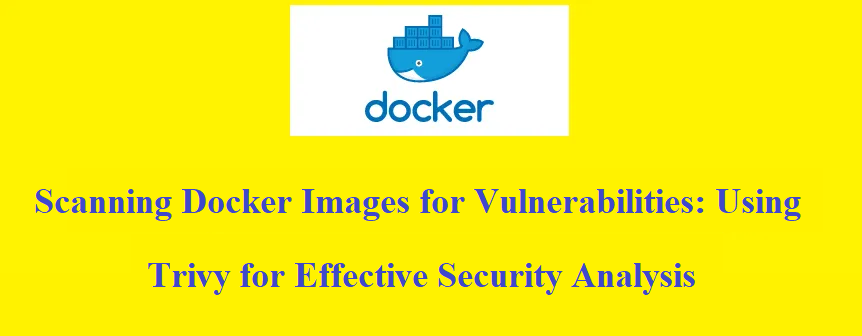 docker
Scanning Docker Images for Vulnerabilities: Using
Trivy for Effective Security Analysis